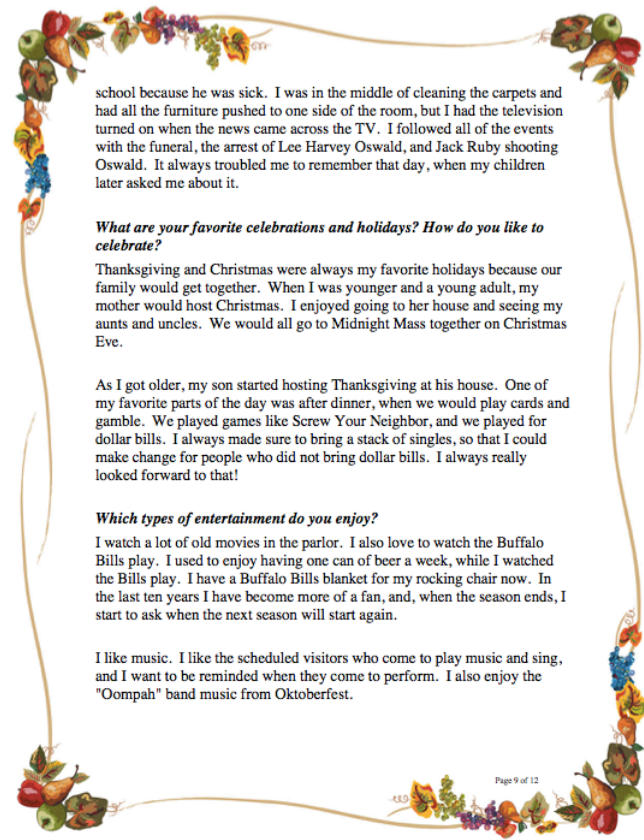 school because he was sick.  I was in the middle of cleaning the carpets and
had all the furniture pushed to one side of the room, but I had the television
turned on when the news came across the TV.  I followed all of the events
with the funeral, the arrest of Lee Harvey Oswald, and Jack Ruby shooting
Oswald.  It always troubled me to remember that day, when my children
later asked me about it.
What are your favorite celebrations and holidays? How do you like to
celebrate?
Thanksgiving and Christmas were always my favorite holidays because our
family would get together.  When I was younger and a young adult, my
mother would host Christmas.  I enjoyed going to her house and seeing my
aunts and uncles.  We would all go to Midnight Mass together on Christmas
Eve.
As I got older, my son started hosting Thanksgiving at his house.  One of
my favorite parts of the day was after dinner, when we would play cards and
gamble.  We played games like Screw Your Neighbor, and we played for
dollar bills.  I always made sure to bring a stack of singles, so that I could
make change for people who did not bring dollar bills.  I always really
looked forward to that!
Which types of entertainment do you enjoy?
I watch a lot of old movies in the parlor.  I also love to watch the Buffalo
Bills play.  I used to enjoy having one can of beer a week, while I watched
the Bills play.  I have a Buffalo Bills blanket for my rocking chair now.  In
the last ten years I have become more of a fan, and, when the season ends, I
start to ask when the next season will start again.
I like music.  I like the scheduled visitors who come to play music and sing,
and I want to be reminded when they come to perform.  I also enjoy the
"Oompah" band music from Oktoberfest.
Page 9 of 12